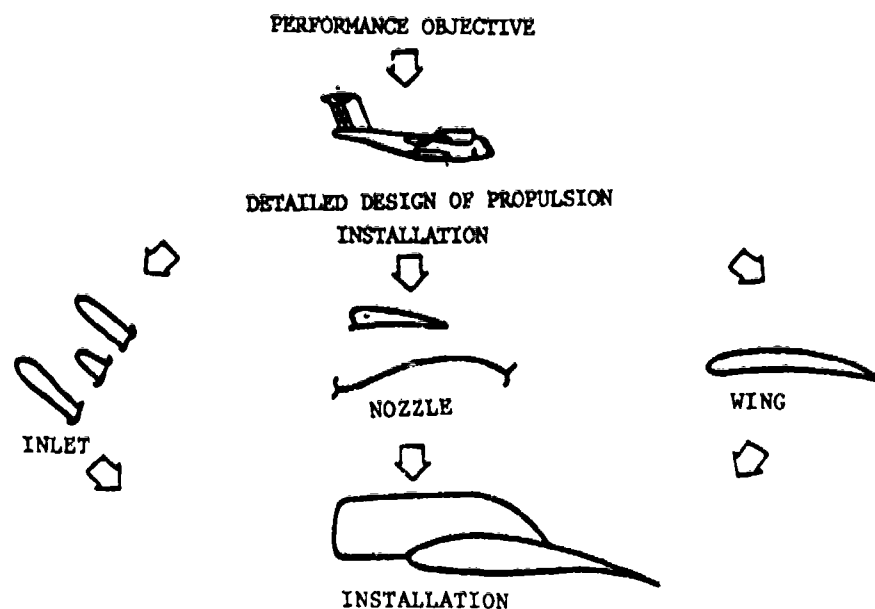 PERFORMANCE OBJECTIVE
DETAILED DESIGN OF PROPULSION
INSTALLATION
INLET
NOZZLE
WING
INSTALLATION